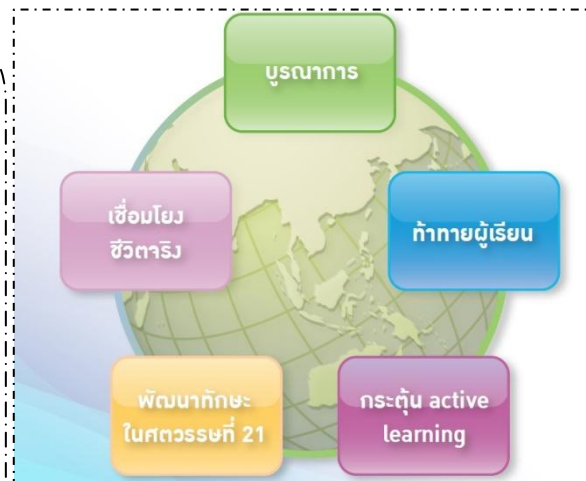 บูรณาการ
เชื่อมโยง
ชีวิตจริง
ท้าทายผู้เรียน
พัฒนาทักษะ
ในศตวรรษที่ 21
กระตุ้น active
learning